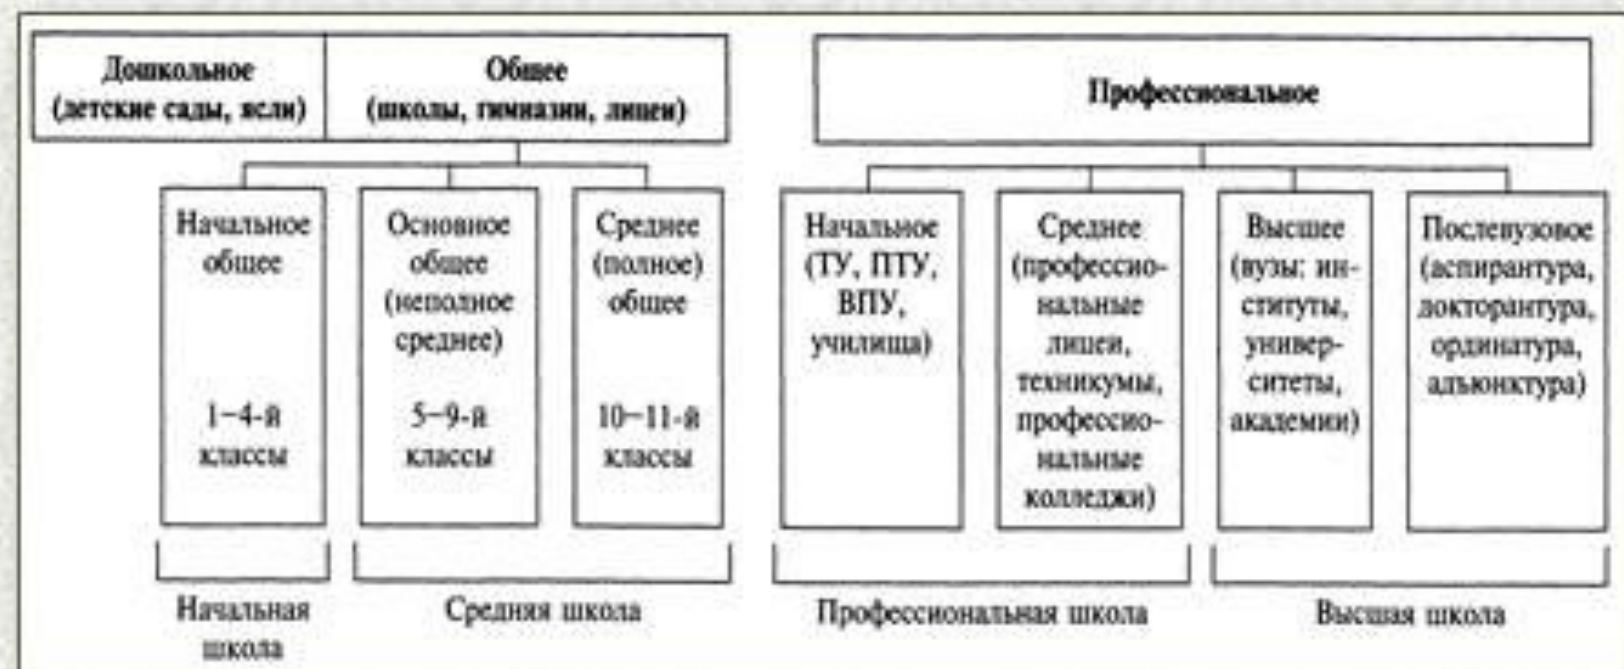 Дошкольное
(детские сады, ясли)
Общее
(школы, гимназии, лицеи)
Профессиональное
Начальное
общее
1−4-й
классы
Основное
общее
(неполное
среднее)
5−9-й
классы
Среднее
(полное)
общее
10−11-й
классы
Начальное
(ТУ, ПТУ,
ВПУ,
училища)
Среднее
(профессио-
нальные
лицеи,
техникумы,
профессио-
нальные
колледжи)
Высшее
(вузы: ин-
ституты,
универ-
ситеты,
академии)
Послевузовое
(аспирантура,
докторантура,
ординатура,
адъюнктура)
Начальная
школа
Средняя школа
Профессиональная школа
Высшая школа